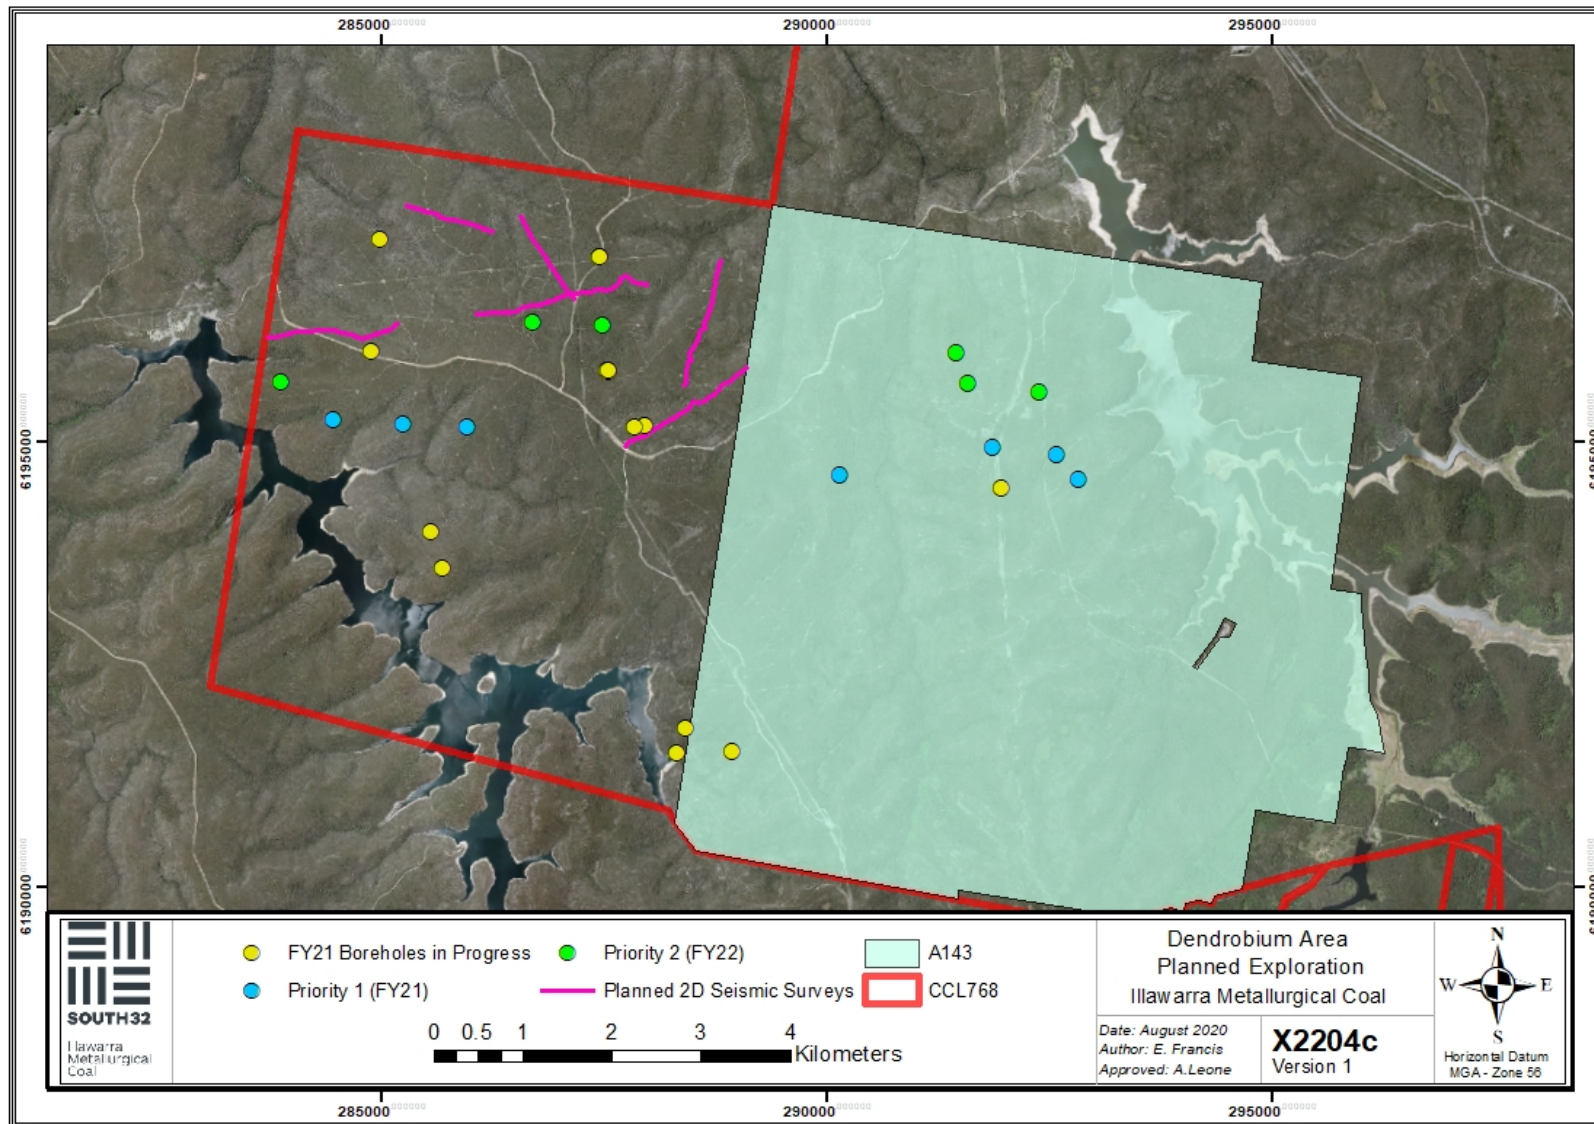 285000
290000
295000
6195000
6195000
6190000
6190000
SOUTH32
Illawarra
Metallurgical
Coal
FY21 Boreholes in Progress
Priority 2 (FY22)
A143
Priority 1 (FY21)
Planned 2D Seismic Surveys
CCL768
0 0.5 1 2 3 4
Kilometers
Dendrobium Area
Planned Exploration
Illawarra Metallurgical Coal
Date: August 2020
Author: E. Francis
Approved: A.Leone
X2204c
Version 1
N
W E
S
Horizontal Datum
MGA - Zone 56
285000
290000
295000